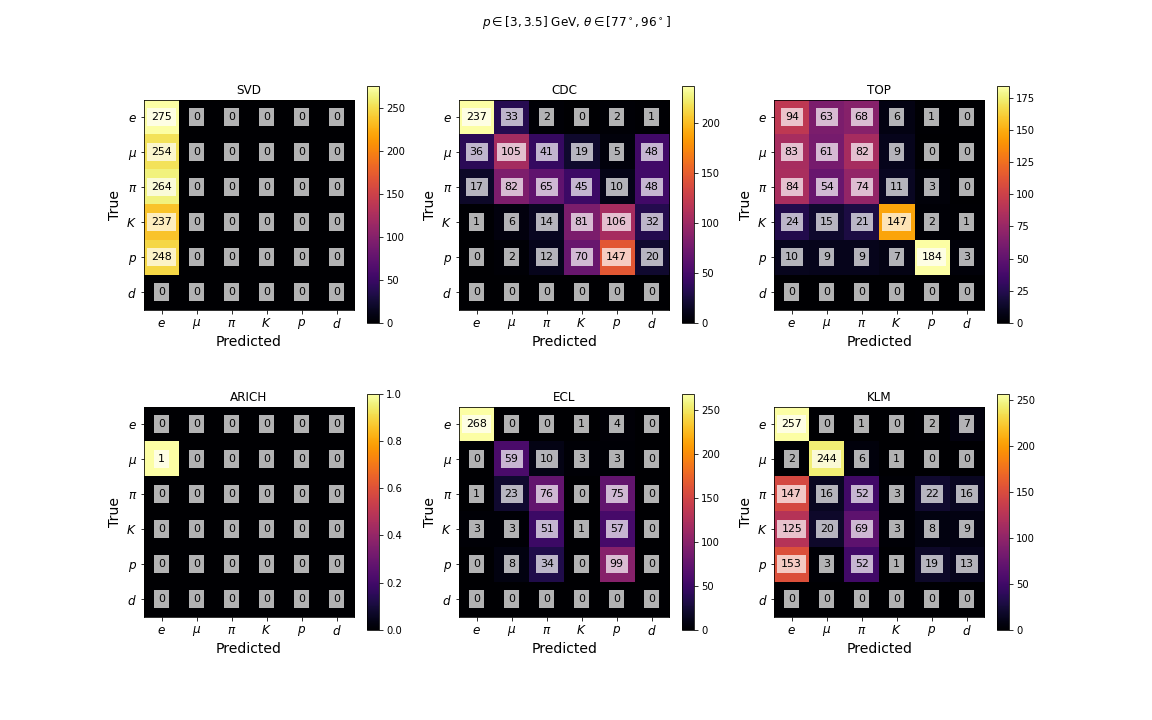 p ∈ [3, 3.5] GeV, θ ∈ [77°, 96°]
SVD
True
e 275 0 0 0 0 0
μ 254 0 0 0 0 0
π 264 0 0 0 0 0
K 237 0 0 0 0 0
p 248 0 0 0 0 0
d 0 0 0 0 0 0
e μ π K p d
Predicted
250
200
150
100
50
0
CDC
True
e 237 33 2 0 2 1
μ 36 105 41 19 5 48
π 17 82 65 45 10 48
K 1 6 14 81 106 32
p 0 2 12 70 147 20
d 0 0 0 0 0 0
e μ π K p d
Predicted
200
150
100
50
0
TOP
True
e 94 63 68 6 1 0
μ 83 61 82 9 0 0
π 84 54 74 11 3 0
K 24 15 21 147 2 1
p 10 9 9 7 184 3
d 0 0 0 0 0 0
e μ π K p d
Predicted
175
150
125
100
75
50
25
0
ARICH
True
e 0 0 0 0 0 0
μ 1 0 0 0 0 0
π 0 0 0 0 0 0
K 0 0 0 0 0 0
p 0 0 0 0 0 0
d 0 0 0 0 0 0
e μ π K p d
Predicted
1.0
0.8
0.6
0.4
0.2
0.0
ECL
True
e 268 0 0 1 4 0
μ 0 59 10 3 3 0
π 1 23 76 0 75 0
K 3 3 51 1 57 0
p 0 8 34 0 99 0
d 0 0 0 0 0 0
e μ π K p d
Predicted
250
200
150
100
50
0
KLM
True
e 257 0 1 0 2 7
μ 2 244 6 1 0 0
π 147 16 52 3 22 16
K 125 20 69 3 8 9
p 153 3 52 1 19 13
d 0 0 0 0 0 0
e μ π K p d
Predicted
250
200
150
100
50
0